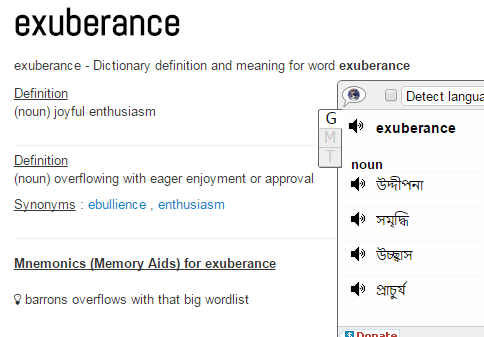 exuberance
exuberance - Dictionary definition and meaning for word exuberance
Definition
(noun) joyful enthusiasm
Definition
(noun) overflowing with eager enjoyment or approval
Synonyms : ebullience , enthusiasm
Mnemonics (Memory Aids) for exuberance
barrons overflows with that big wordlist
Detect langua
G
M
T
exuberance
noun
উদ্দীপনা
সমৃদ্ধি
উচ্ছ্বাস
প্রাচুর্য
Donate